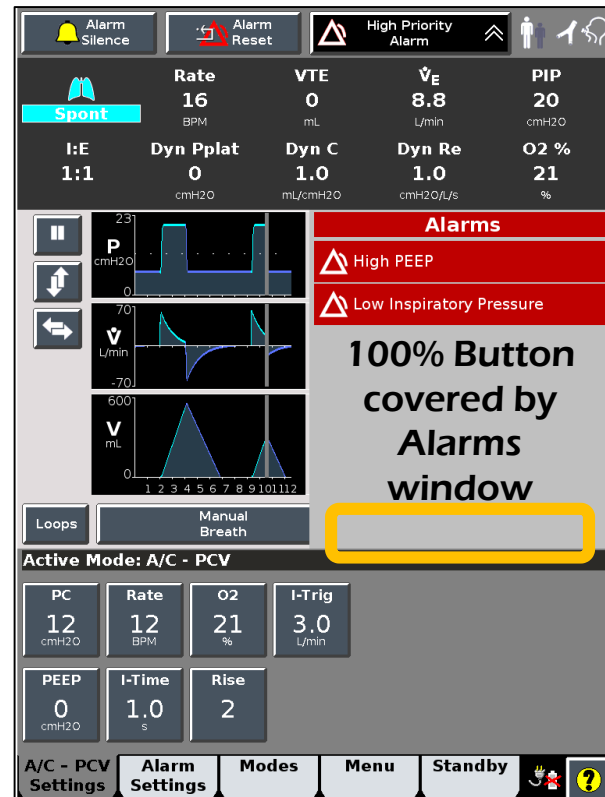 Alarm
Silence
Alarm
Reset
High Priority
Alarm
Spont
Rate
16
BPM
VTE
0
mL
V̇E
8.8
L/min
PIP
20
cmH2O
I:E
1:1
Dyn Pplat
0
cmH2O
Dyn C
1.0
mL/cmH2O
Dyn Re
1.0
cmH2O/L/s
O2 %
21
%
23
P
cmH2O
0
70
V̇
L/min
-70
600
V
mL
0
1 2 3 4 5 6 7 8 9 10 11 12
Alarms
High PEEP
Low Inspiratory Pressure
100% Button
covered by
Alarms
window
Loops
Manual
Breath
Active Mode: A/C - PCV
PC
12
cmH2O
Rate
12
BPM
O2
21
%
I-Trig
3.0
L/min
PEEP
0
cmH2O
I-Time
1.0
s
Rise
2
A/C - PCV
Settings
Alarm
Settings
Modes
Menu
Standby
?